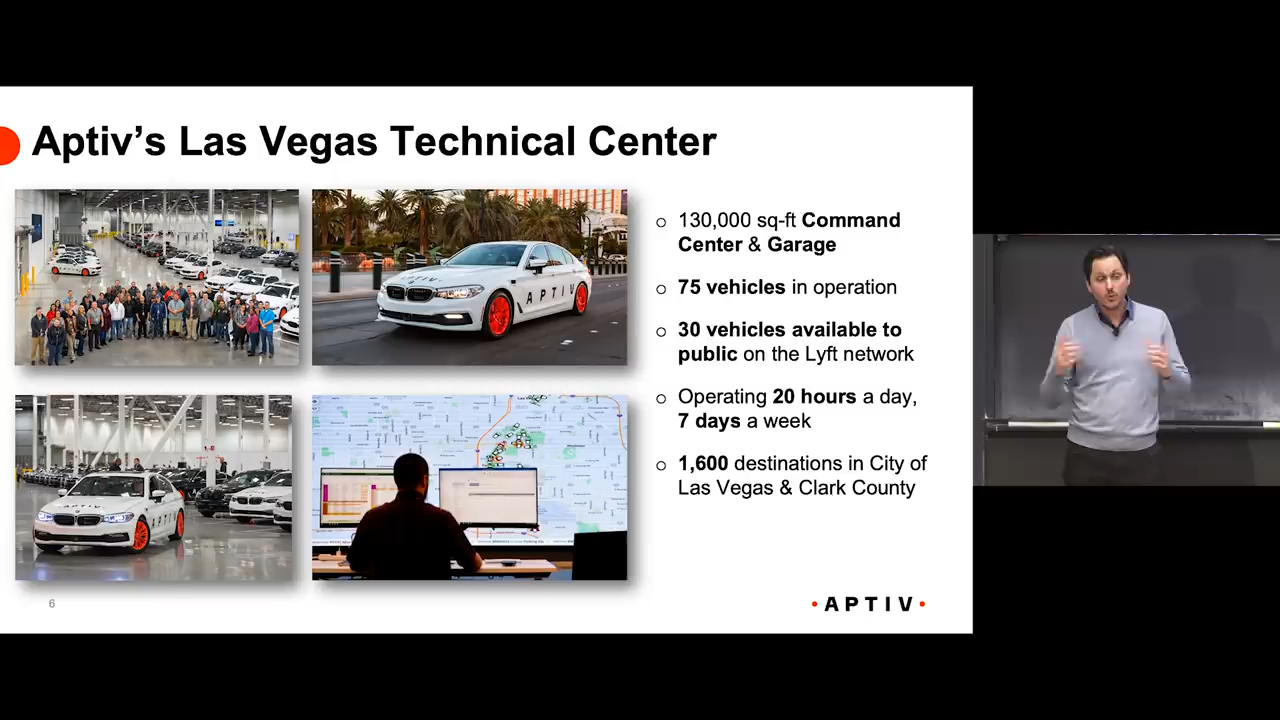 Aptiv's Las Vegas Technical Center
130,000 sq-ft Command
Center & Garage
75 vehicles in operation
30 vehicles available to
public on the Lyft network
Operating 20 hours a day,
7 days a week
1,600 destinations in City of
Las Vegas & Clark County
APTIV
6
• APTIV •